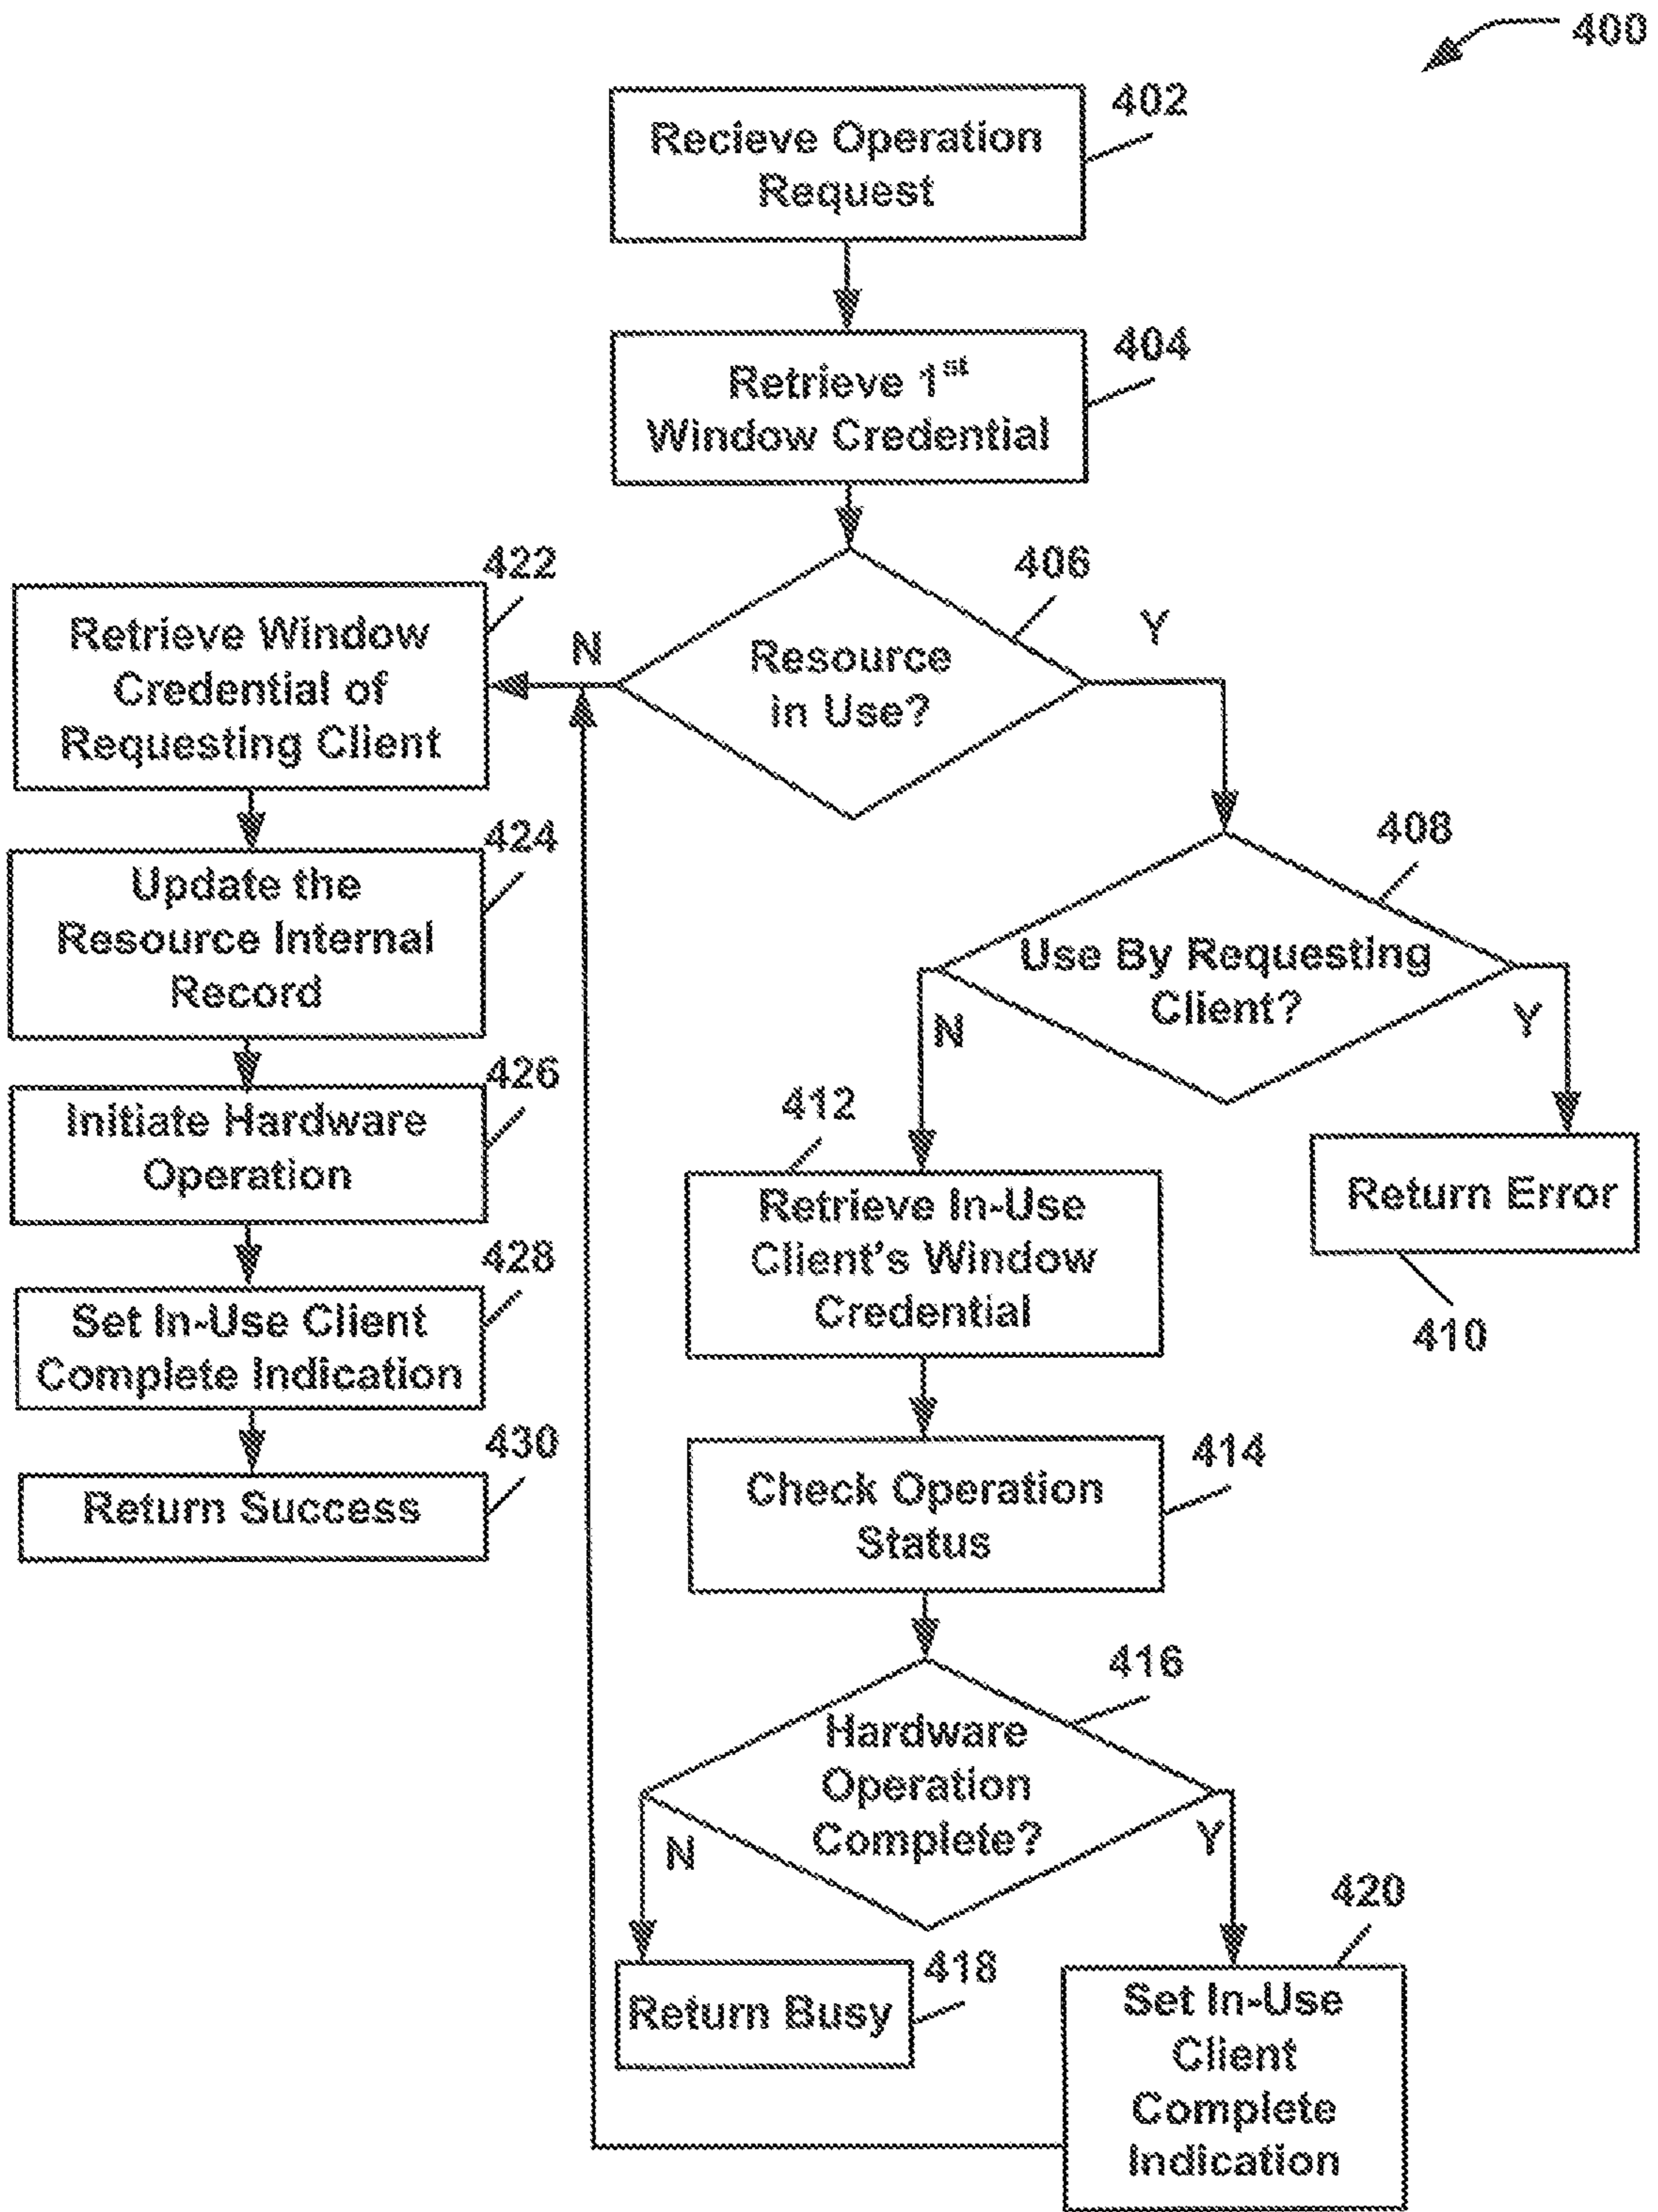 400
402
Recieve Operation
Request
404
Retrieve 1st
Window Credential
406
Resource
in Use?
N
Y
422
Retrieve Window
Credential of
Requesting Client
424
Update the
Resource Internal
Record
426
Initiate Hardware
Operation
428
Set In-Use Client
Complete Indication
430
Return Success
408
Use By Requesting
Client?
N
Y
410
Return Error
412
Retrieve In-Use
Client's Window
Credential
414
Check Operation
Status
416
Hardware
Operation
Complete?
N
Y
418
Return Busy
420
Set In-Use
Client
Complete
Indication